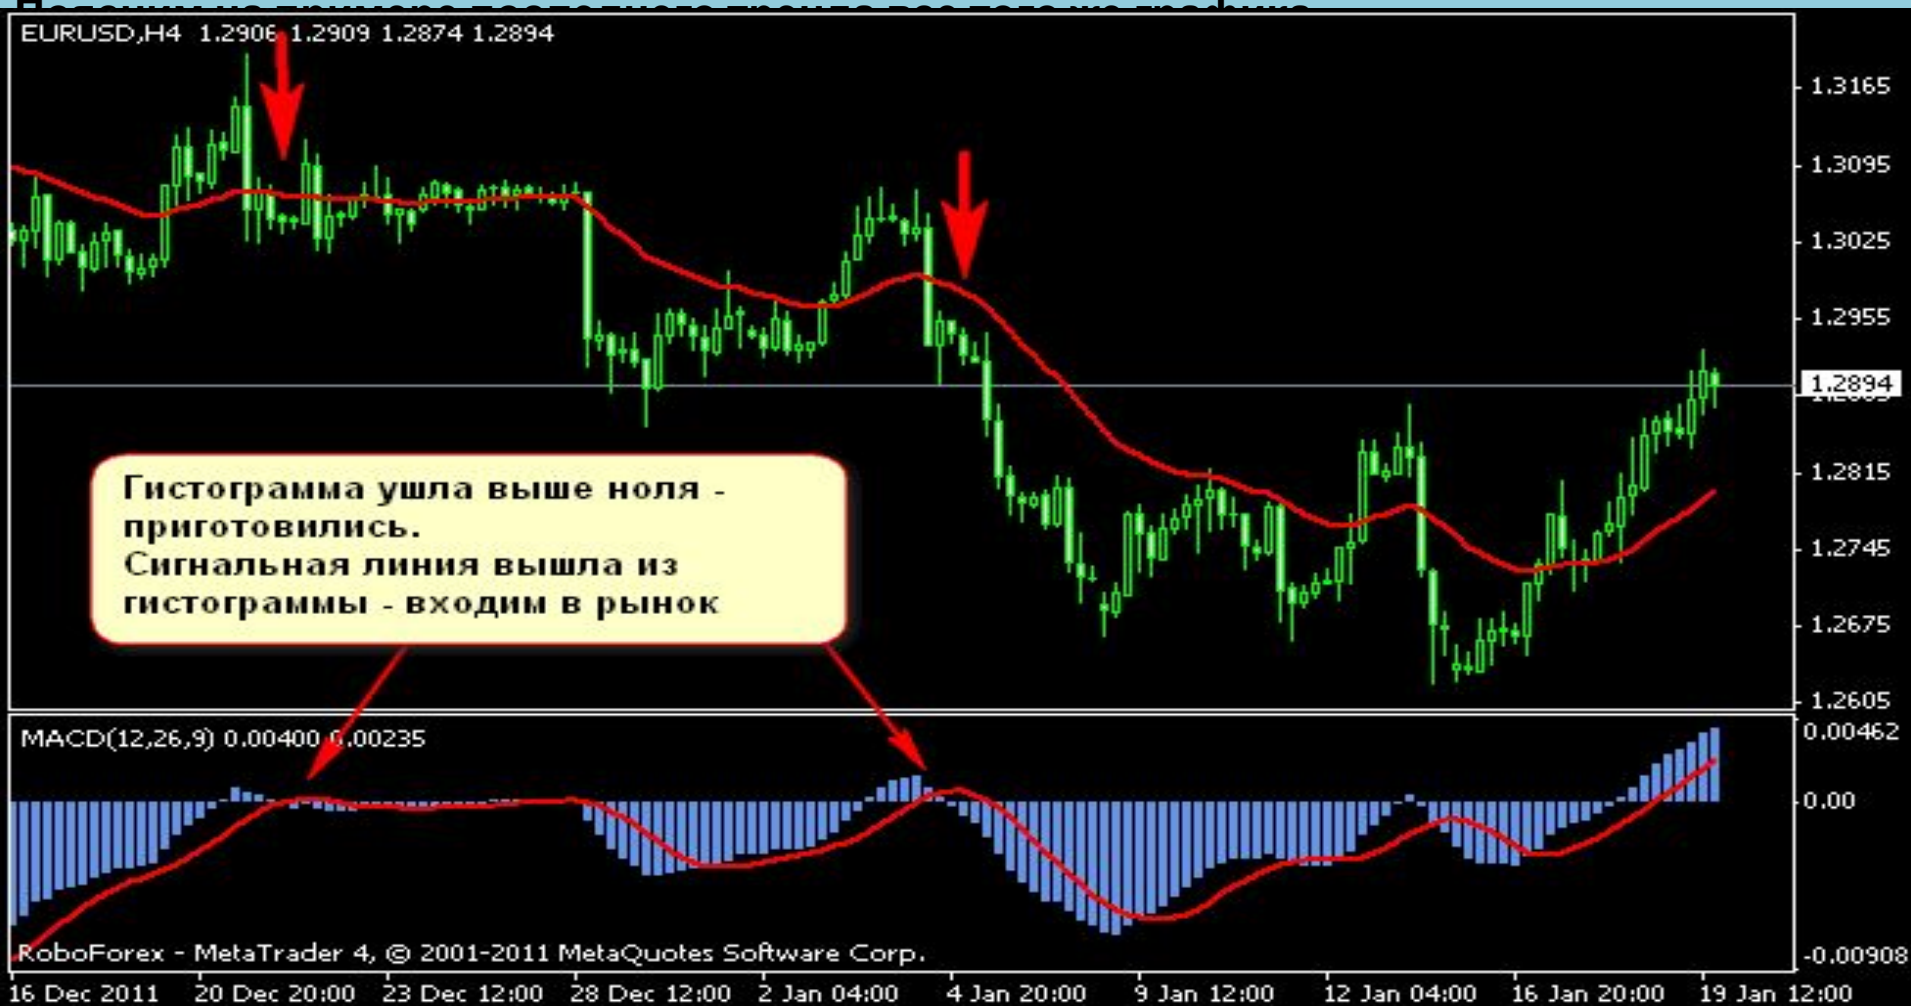 EURUSD,H4 1.2906 1.2909 1.2874 1.2894
1.3165
1.3095
1.3025
1.2955
1.2894
1.2815
1.2745
1.2675
1.2605
Гистограмма ушла выше ноля -
приготовились.
Сигнальная линия вышла из
гистограммы - входим в рынок
MACD(12,26,9) 0.00400 0.00235
0.00462
0.00
-0.00908
RoboForex - MetaTrader 4, © 2001-2011 MetaQuotes Software Corp.
16 Dec 2011 20 Dec 20:00 23 Dec 12:00 28 Dec 12:00 2 Jan 04:00 4 Jan 20:00 9 Jan 12:00 12 Jan 04:00 16 Jan 20:00 19 Jan 12:00